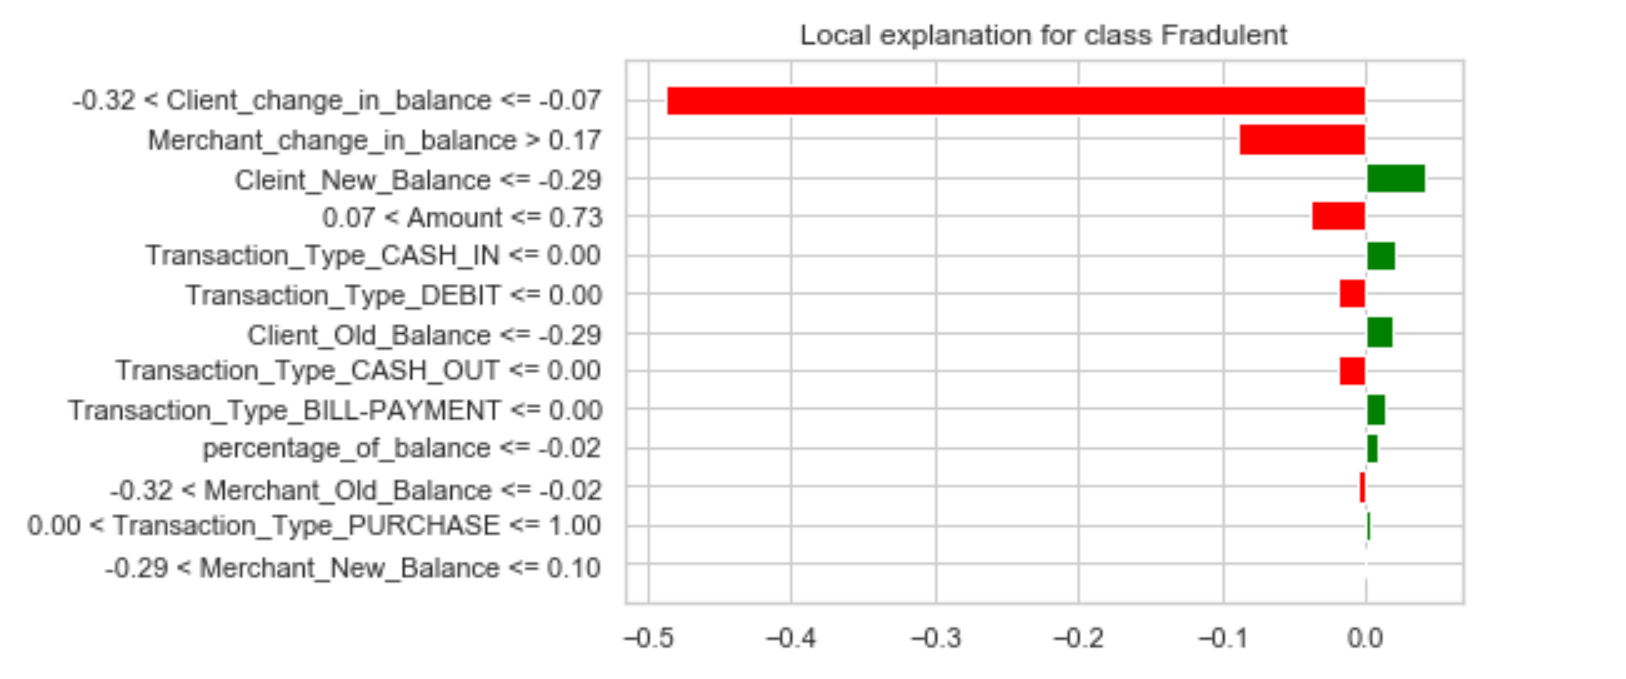 Local explanation for class Fradulent
-0.32 < Client_change_in_balance <= -0.07
Merchant_change_in_balance > 0.17
Cleint_New_Balance <= -0.29
0.07 < Amount <= 0.73
Transaction_Type_CASH_IN <= 0.00
Transaction_Type_DEBIT <= 0.00
Client_Old_Balance <= -0.29
Transaction_Type_CASH_OUT <= 0.00
Transaction_Type_BILL-PAYMENT <= 0.00
percentage_of_balance <= -0.02
-0.32 < Merchant_Old_Balance <= -0.02
0.00 < Transaction_Type_PURCHASE <= 1.00
-0.29 < Merchant_New_Balance <= 0.10
−0.5 −0.4 −0.3 −0.2 −0.1 0.0